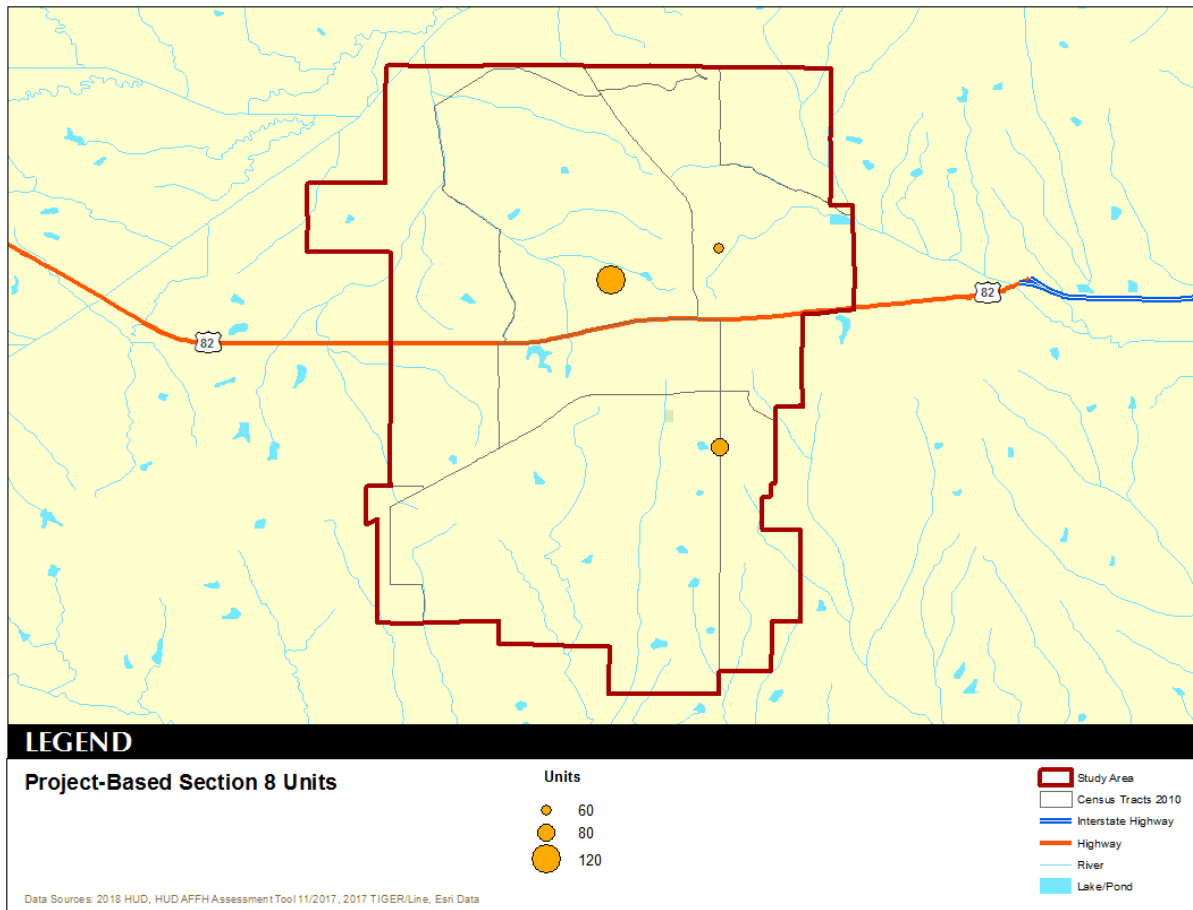 82
82
LEGEND
Project-Based Section 8 Units
Units
60
80
120
Study Area
Census Tracts 2010
Interstate Highway
Highway
River
Lake/Pond
Data Sources: 2018 HUD, HUD AFFH Assessment Tool 11/2017, 2017 TIGER/Line, Esri Data